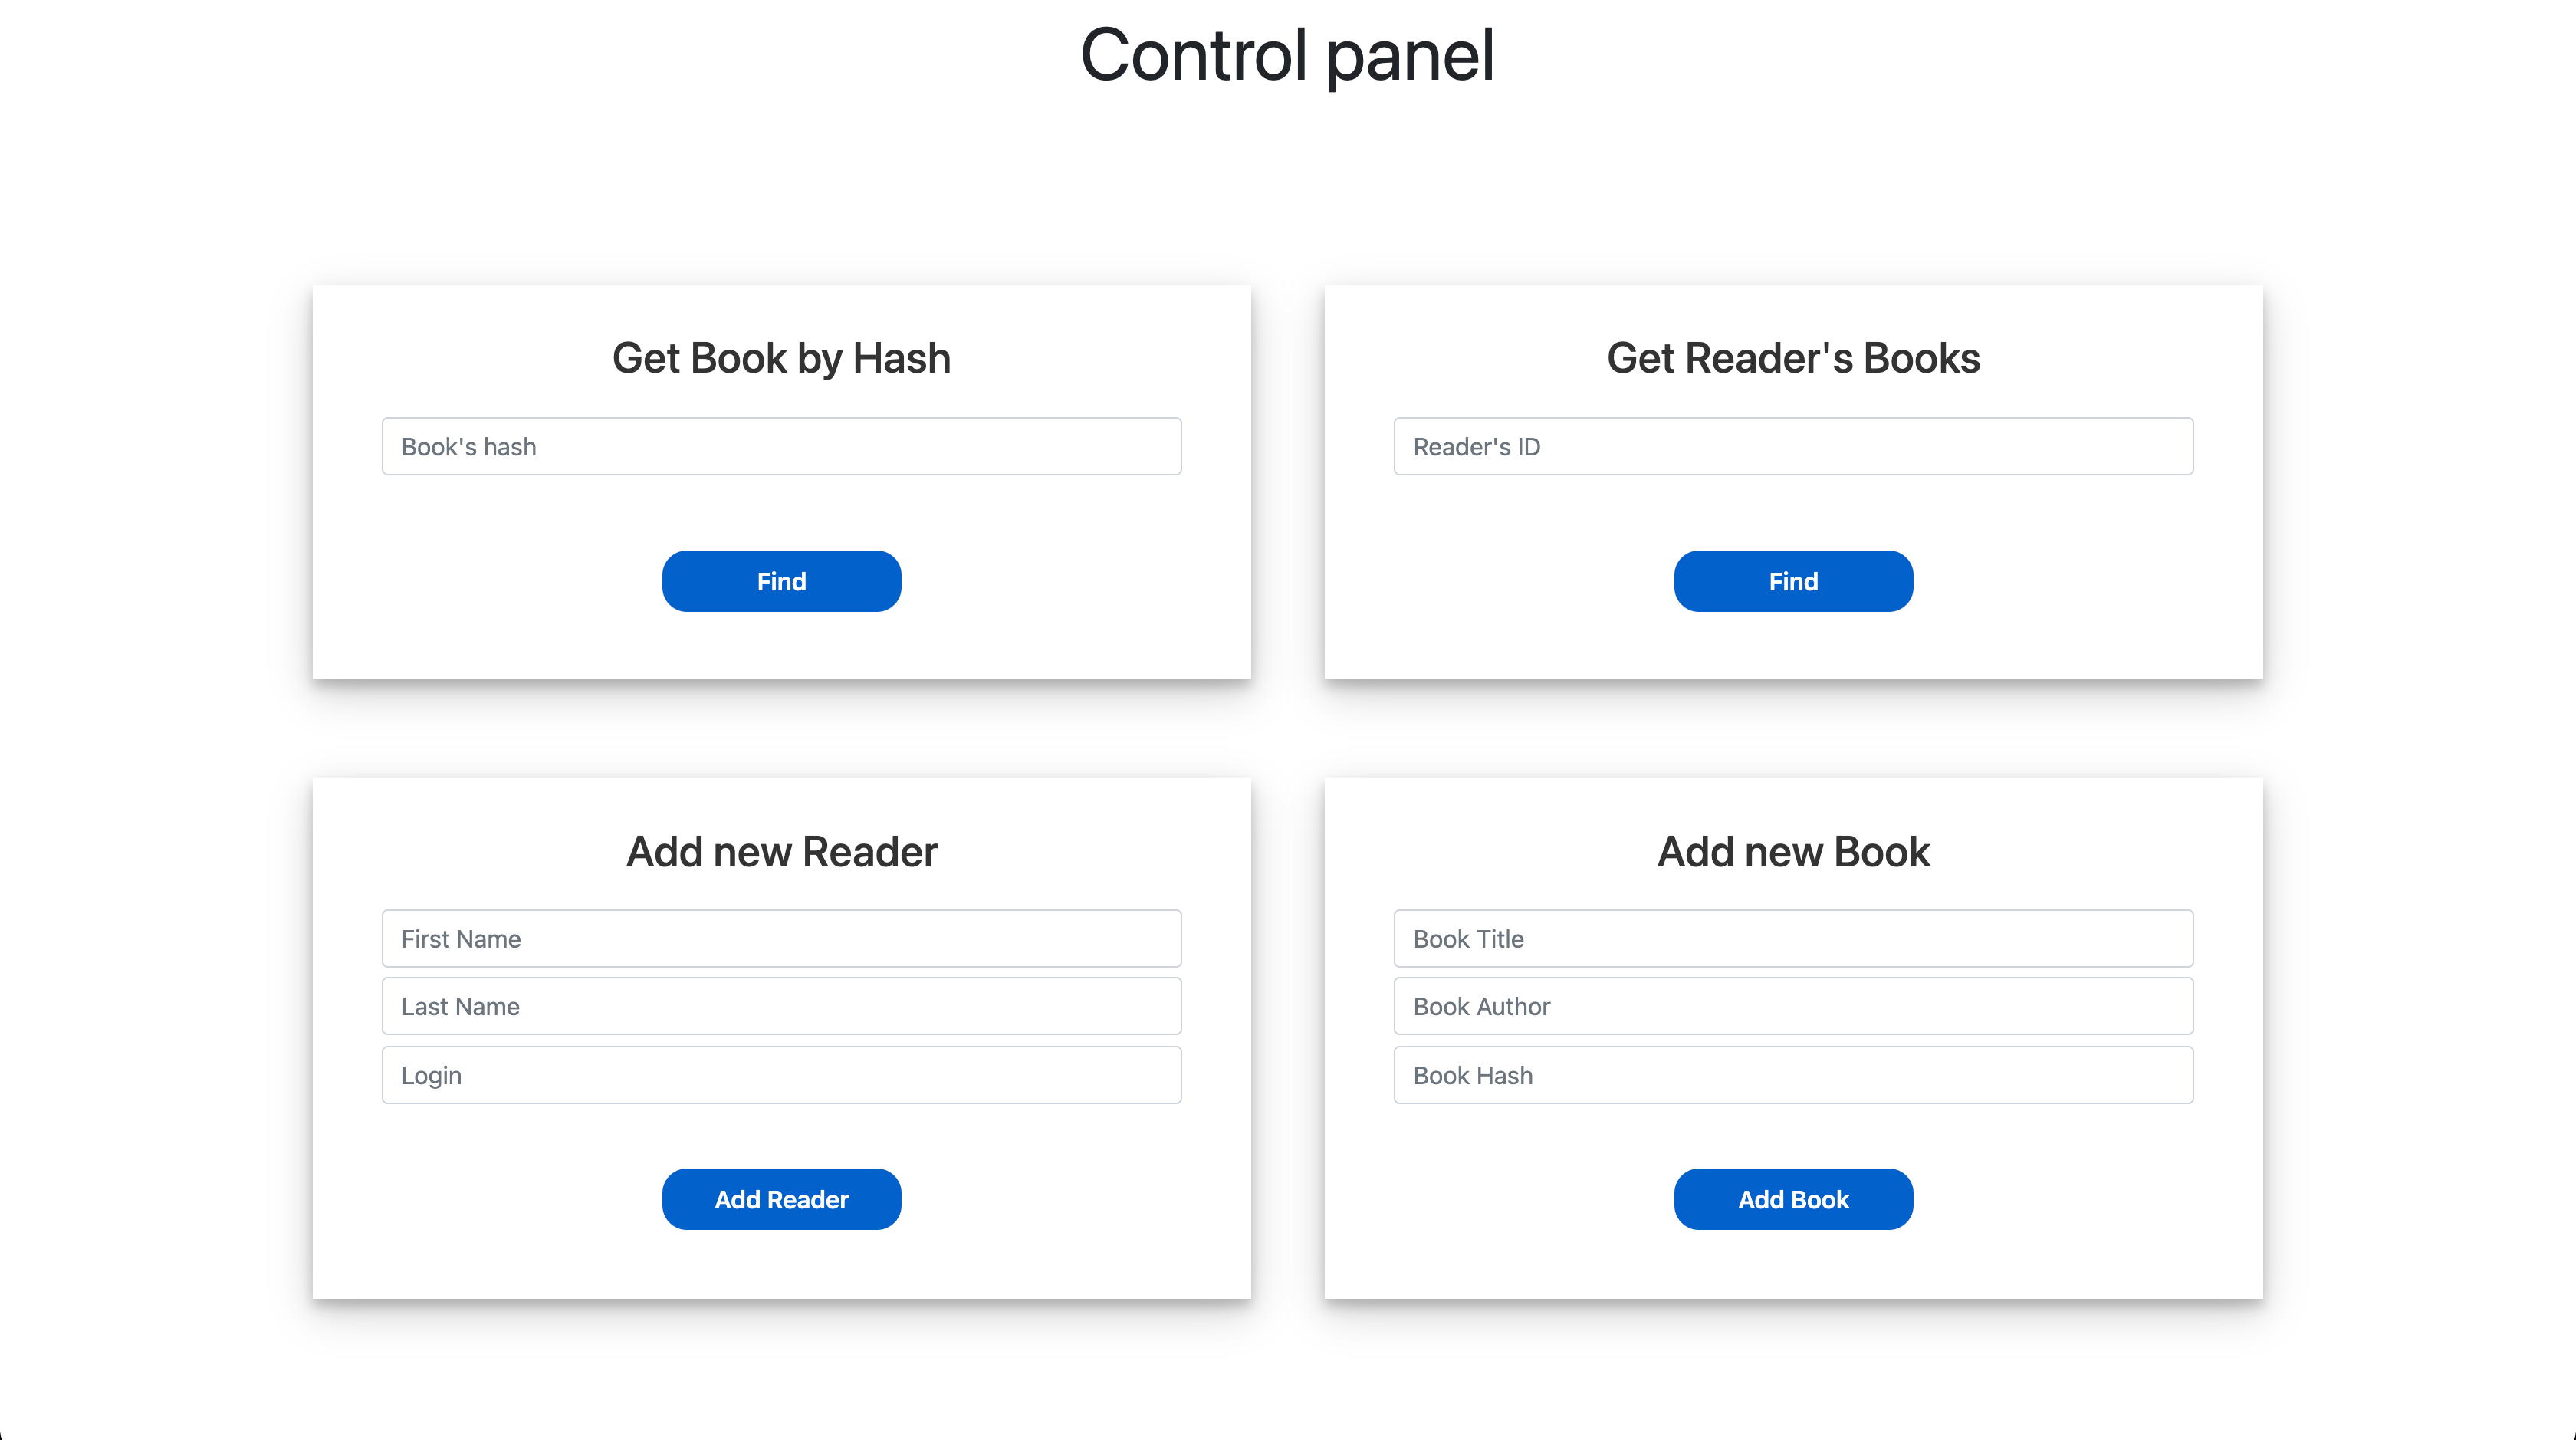 Control panel
Get Book by Hash
Book's hash
Find
Get Reader's Books
Reader's ID
Find
Add new Reader
First Name
Last Name
Login
Add Reader
Add new Book
Book Title
Book Author
Book Hash
Add Book